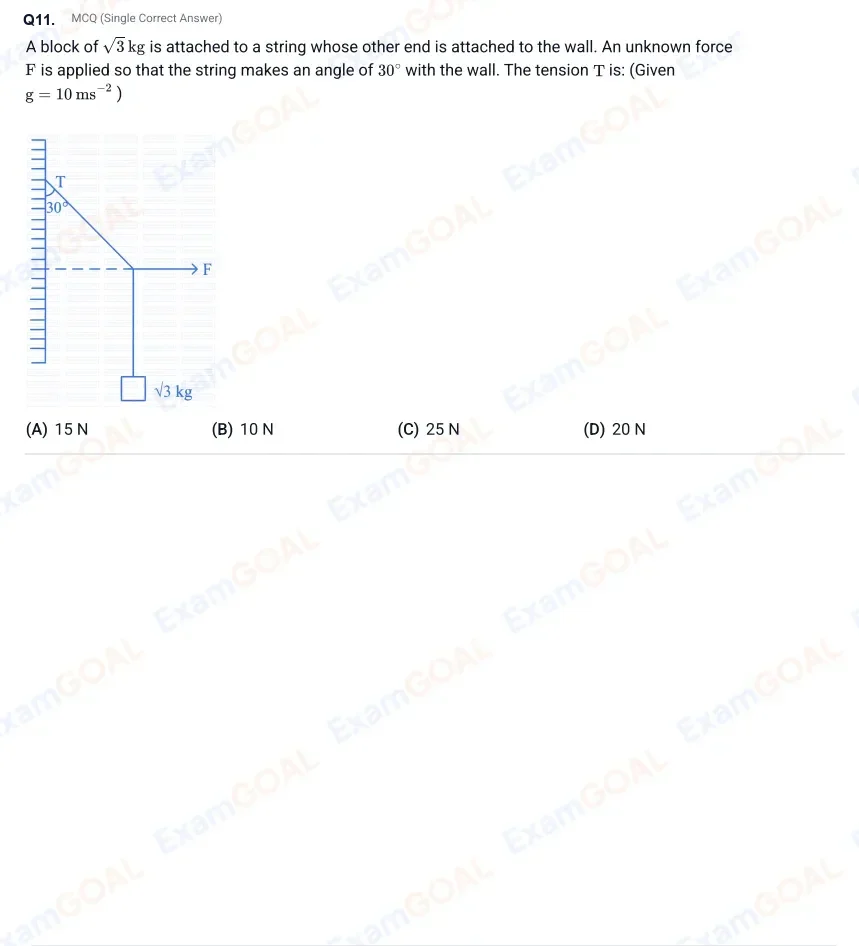 Q11. MCQ (Single Correct Answer)
A block of √3 kg is attached to a string whose other end is attached to the wall. An unknown force
F is applied so that the string makes an angle of 30° with the wall. The tension T is: (Given
g = 10 ms⁻² )
T
30°
F
√3 kg
(A) 15 N (B) 10 N (C) 25 N (D) 20 N
ExamGOAL